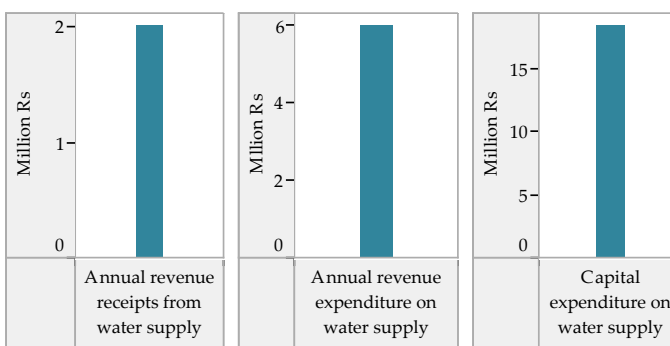 Million Rs
2
1
0
Annual revenue
receipts from
water supply
Million Rs
6
4
2
0
Annual revenue
expenditure on
water supply
Million Rs
15
10
5
0
Capital
expenditure on
water supply